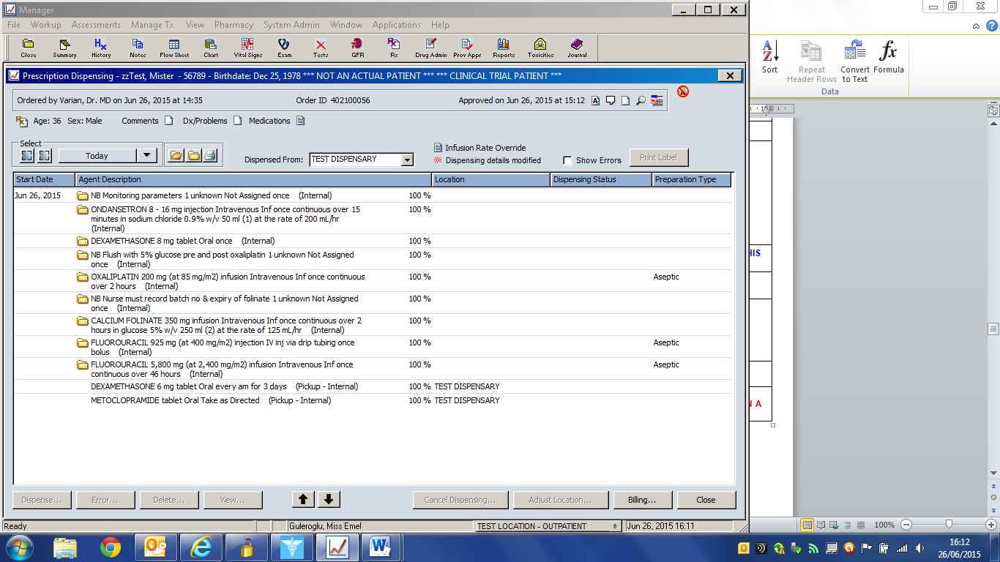 Manager
File Workup Assessments Manage Tx View Pharmacy System Admin Window Applications Help
Close Summary History Notes Flow Sheet Chart Vital Signs Exam Tests GFR Rx Drug Admin Prov Appr Reports Toxicities Journal
Sort Repeat Header Rows Convert to Text Formula
Data
Prescription Dispensing - zzTest, Mister - 56789 - Birthdate: Dec 25, 1978 *** NOT AN ACTUAL PATIENT *** *** CLINICAL TRIAL PATIENT ***
Ordered by Varian, Dr. MD on Jun 26, 2015 at 14:35 Order ID 402100056 Approved on Jun 26, 2015 at 15:12
Age: 36 Sex: Male Comments Dx/Problems Medications
Select
Today
Dispensed From: TEST DISPENSARY
Infusion Rate Override
Dispensing details modified
Show Errors
Print Label
Start Date Agent Description Location Dispensing Status Preparation Type
Jun 26, 2015 NB Monitoring parameters 1 unknown Not Assigned once (Internal) 100 %
ONDANSETRON 8 - 16 mg injection Intravenous Inf once continuous over 15 100 %
minutes in sodium chloride 0.9% w/v 50 ml (1) at the rate of 200 mL/hr
(Internal)
DEXAMETHASONE 8 mg tablet Oral once (Internal) 100 %
NB Flush with 5% glucose pre and post oxaliplatin 1 unknown Not Assigned 100 %
once (Internal)
OXALIPLATIN 200 mg (at 85 mg/m2) infusion Intravenous Inf once continuous 100 % Aseptic
over 2 hours (Internal)
NB Nurse must record batch no & expiry of folinate 1 unknown Not Assigned 100 %
once (Internal)
CALCIUM FOLINATE 350 mg infusion Intravenous Inf once continuous over 2 100 %
hours in glucose 5% w/v 250 ml (2) at the rate of 125 mL/hr (Internal)
FLUOROURACIL 925 mg (at 400 mg/m2) injection IV inj via drip tubing once 100 % Aseptic
bolus (Internal)
FLUOROURACIL 5,800 mg (at 2,400 mg/m2) infusion Intravenous Inf once 100 % Aseptic
continuous over 46 hours (Internal)
DEXAMETHASONE 6 mg tablet Oral every am for 3 days (Pickup - Internal) 100 % TEST DISPENSARY
METOCLOPRAMIDE tablet Oral Take as Directed (Pickup - Internal) 100 % TEST DISPENSARY
HIS
N A
Dispense... Error... Delete... View... Cancel Dispensing... Adjust Location... Billing... Close
Ready Guleroglu, Miss Emel TEST LOCATION - OUTPATIENT Jun 26, 2015 16:11
100%
16:12
26/06/2015